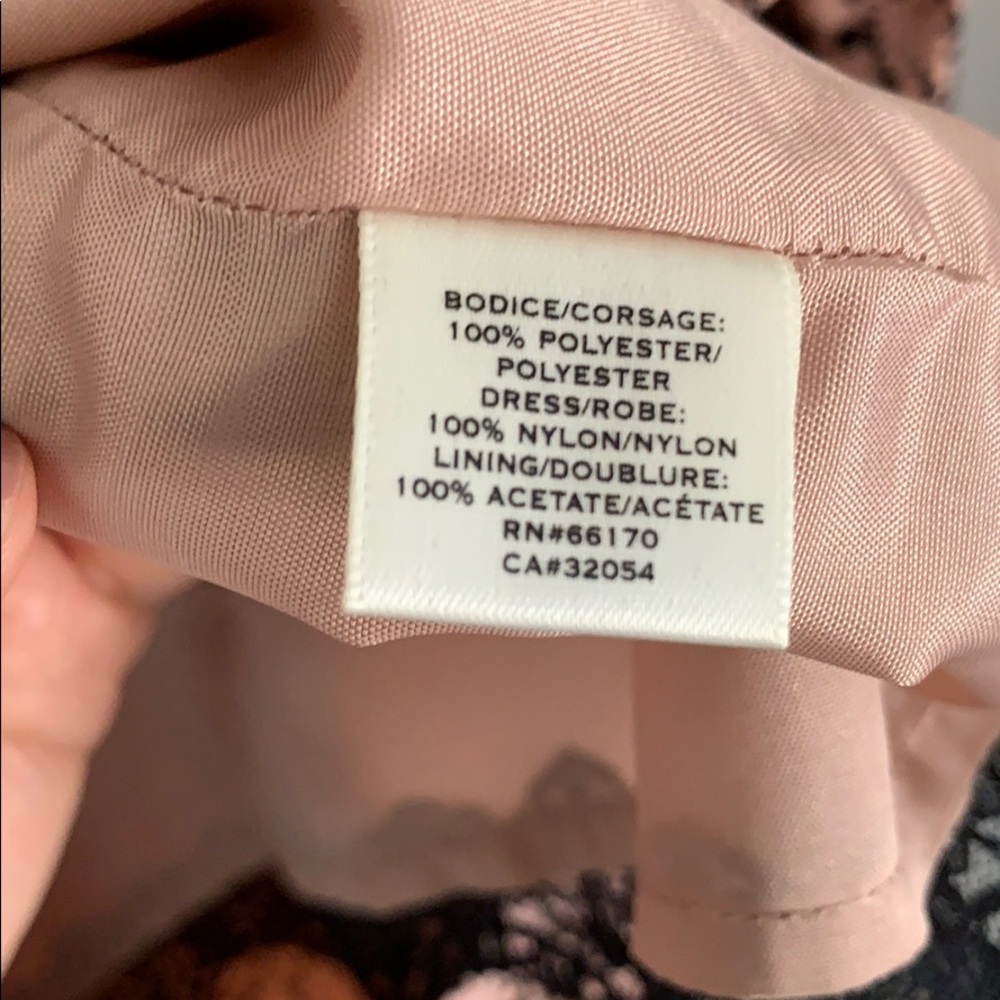 BODICE/CORSAGE:
100% POLYESTER/
POLYESTER
DRESS/ROBE:
100% NYLON/NYLON
LINING/DOUBLURE:
100% ACETATE/ACÉTATE
RN#66170
CA#32054